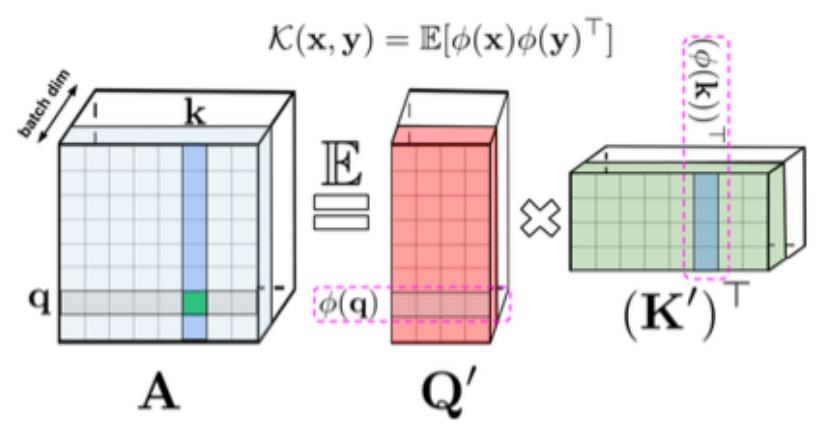 𝒦(𝐱, 𝐲) = 𝔼[ϕ(𝐱)ϕ(𝐲)^⊤]
batch dim
𝐤
𝔼
(ϕ(𝐤))^⊤
𝐪
ϕ(𝐪)
𝐀
𝐐′
(𝐊′)^⊤